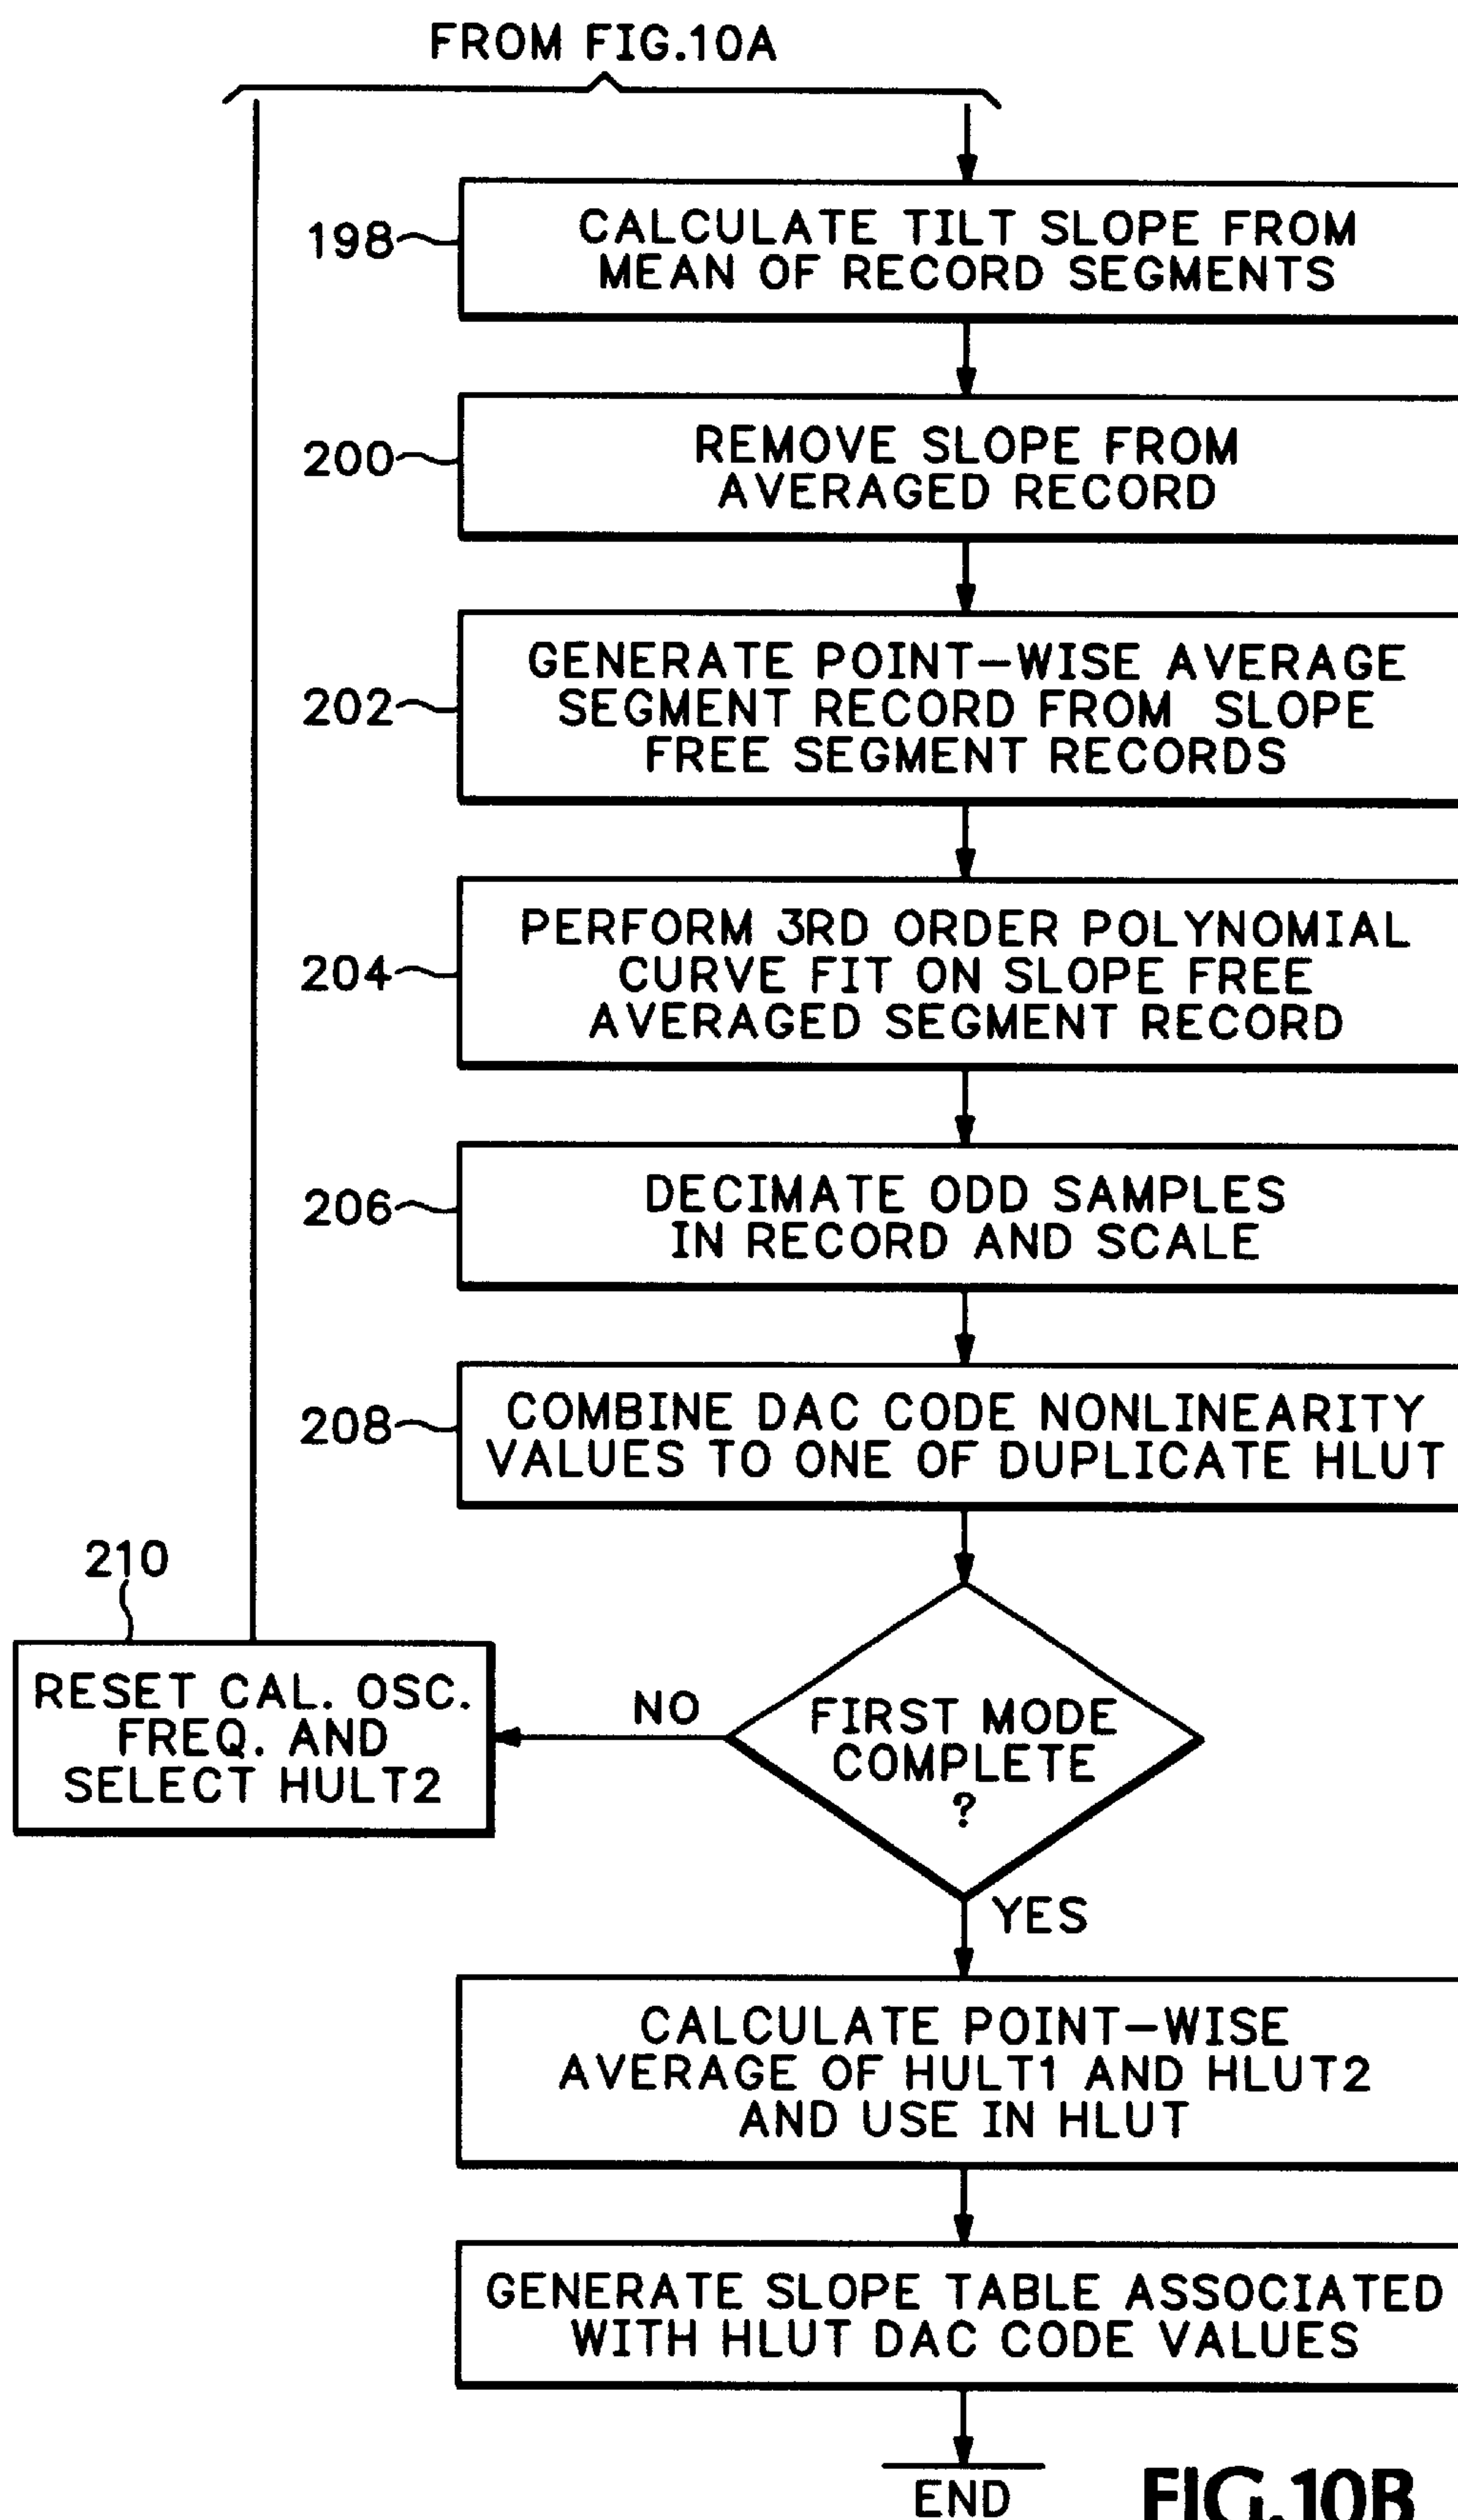 FROM FIG.10A
198
CALCULATE TILT SLOPE FROM
MEAN OF RECORD SEGMENTS
200
REMOVE SLOPE FROM
AVERAGED RECORD
202
GENERATE POINT-WISE AVERAGE
SEGMENT RECORD FROM SLOPE
FREE SEGMENT RECORDS
204
PERFORM 3RD ORDER POLYNOMIAL
CURVE FIT ON SLOPE FREE
AVERAGED SEGMENT RECORD
206
DECIMATE ODD SAMPLES
IN RECORD AND SCALE
208
COMBINE DAC CODE NONLINEARITY
VALUES TO ONE OF DUPLICATE HLUT
210
RESET CAL. OSC.
FREQ. AND
SELECT HULT2
NO
FIRST MODE
COMPLETE
?
YES
CALCULATE POINT-WISE
AVERAGE OF HULT1 AND HLUT2
AND USE IN HLUT
GENERATE SLOPE TABLE ASSOCIATED
WITH HLUT DAC CODE VALUES
END
FIG.10B